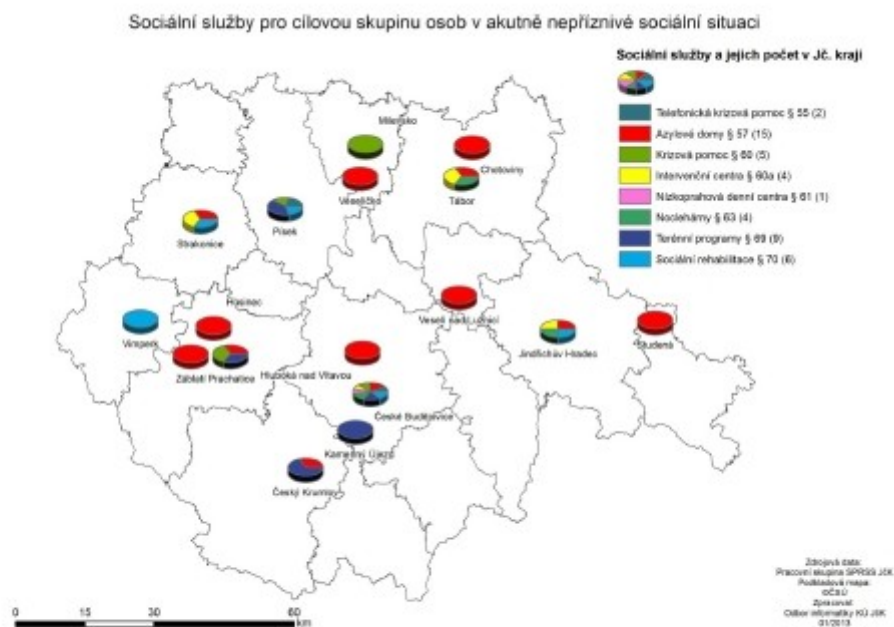 Sociální služby pro cílovou skupinu osob v akutně nepříznivé sociální situaci
Sociální služby a jejich počet v Jč. kraji
Telefonická krizová pomoc § 55 (2)
Azylové domy § 57 (15)
Krizová pomoc § 60 (5)
Intervenční centra § 60a (4)
Nízkoprahová denní centra § 61 (1)
Noclehárny § 63 (4)
Terénní programy § 69 (9)
Sociální rehabilitace § 70 (6)
Milevsko
Chotoviny
Veselíčko
Tábor
Strakonice
Písek
Husinec
Veselí nad Lužnicí
Vimperk
Jindřichův Hradec
Studená
Záblatí Prachatice
Hluboká nad Vltavou
České Budějovice
Kamenný Újezd
Český Krumlov
Zdrojová data:
Pracovní skupina SPRSS JčK
Podkladová mapa:
©ČSÚ
Zpracoval:
Odbor informatiky KÚ JčK
01/2013
0 15 30 60
km